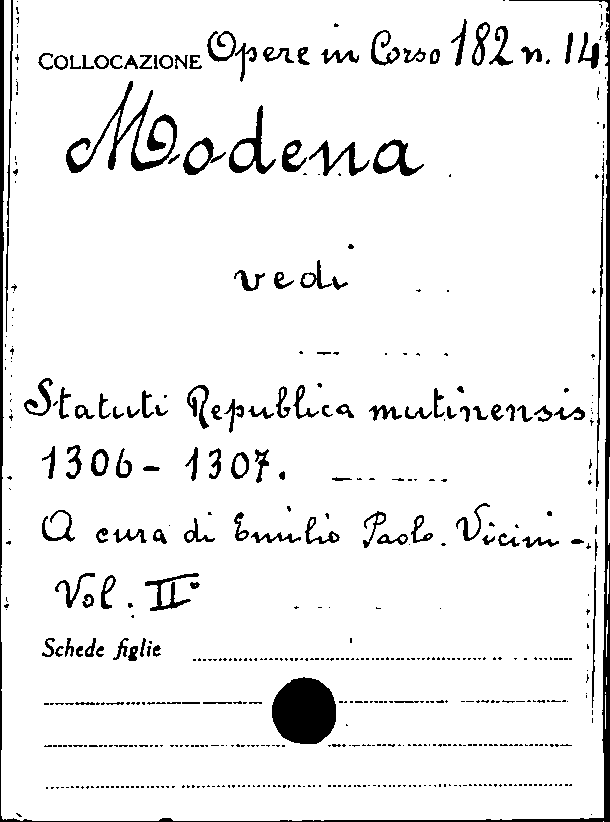 COLLOCAZIONE Opere in Corso 182 n. 14
Modena
vedi
Statuti Republica mutinensis
1306 - 1307.
A cura di Emilio Paolo Vicini -
Vol. II°
Schede figlie